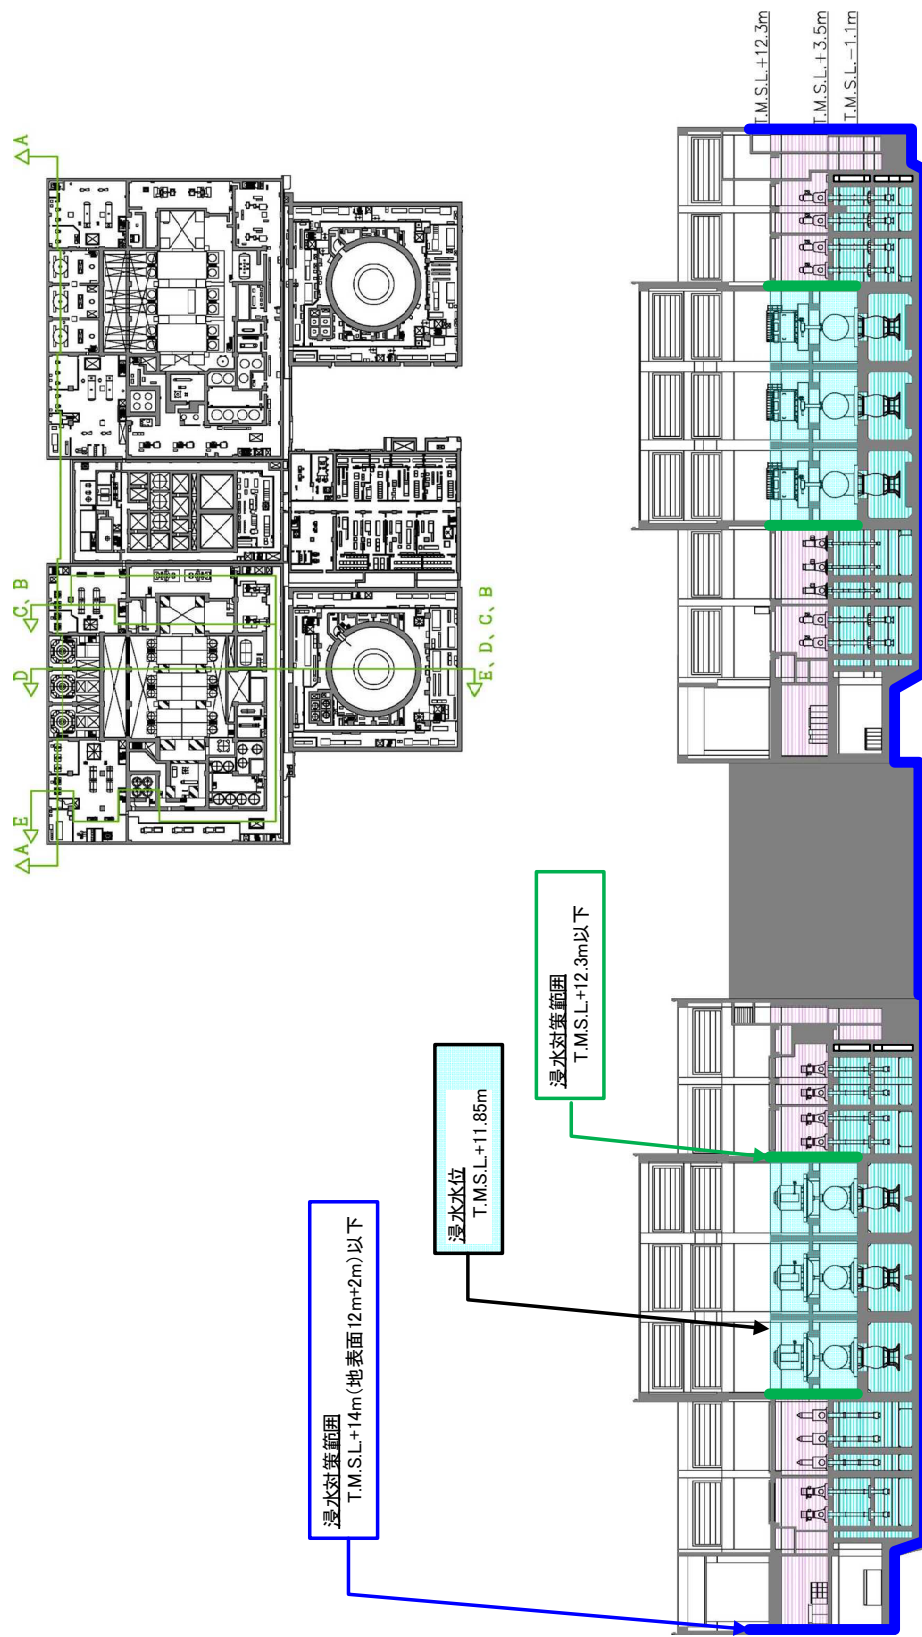 A
C、B
D
E
A
E、D、C、B
T.M.S.L.+12.3m
T.M.S.L.+3.5m
T.M.S.L.−1.1m
浸水対策範囲
T.M.S.L.+14m(地表面12m+2m)以下
浸水水位
T.M.S.L.+11.85m
浸水対策範囲
T.M.S.L.+12.3m以下